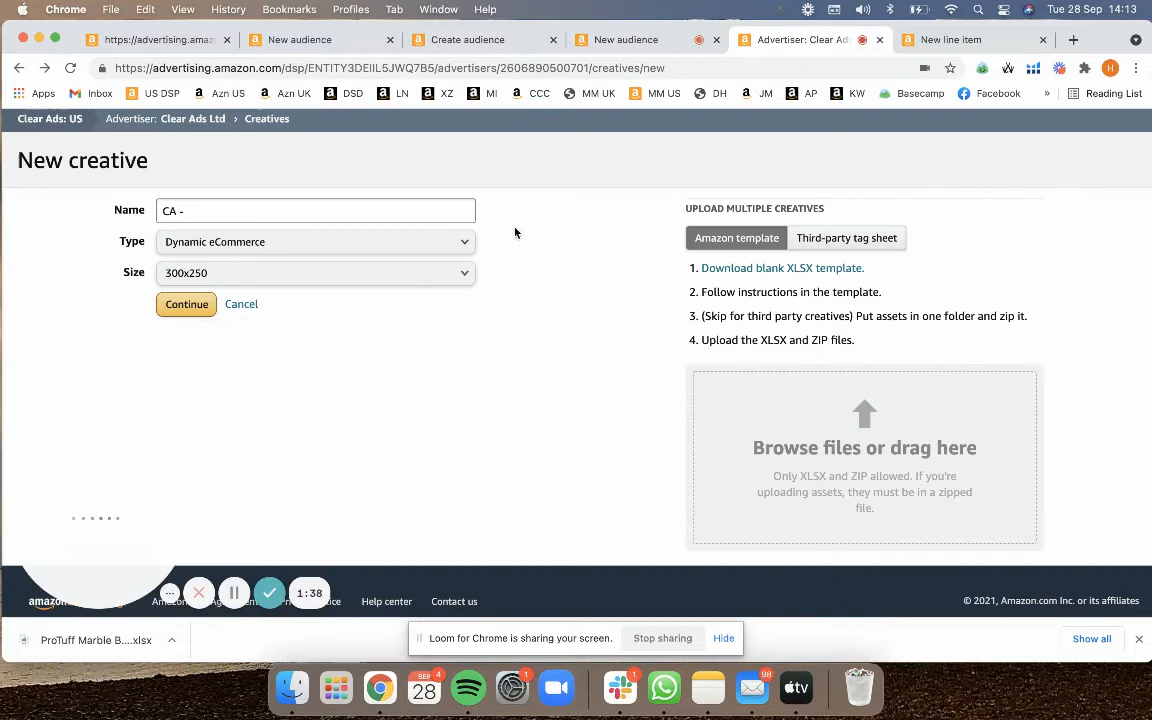 Chrome File Edit View History Bookmarks Profiles Tab Window Help Tue 28 Sep 14:13
https://advertising.amaz New audience Create audience New audience Advertiser: Clear Ads New line item
https://advertising.amazon.com/dsp/ENTITY3DEIIL5JWQ7B5/advertisers/2606890500701/creatives/new
H
Apps Inbox US DSP Azn US Azn UK DSD LN XZ MI CCC MM UK MM US DH JM AP KW Basecamp Facebook » Reading List
Clear Ads: US Advertiser: Clear Ads Ltd › Creatives
New creative
Name CA -
Type Dynamic eCommerce
Size 300x250
Continue Cancel
UPLOAD MULTIPLE CREATIVES
Amazon template Third-party tag sheet
1. Download blank XLSX template.
2. Follow instructions in the template.
3. (Skip for third party creatives) Put assets in one folder and zip it.
4. Upload the XLSX and ZIP files.
Browse files or drag here
Only XLSX and ZIP allowed. If you're
uploading assets, they must be in a zipped
file.
1:38
Help center Contact us © 2021, Amazon.com Inc. or its affiliates
ProTuff Marble B....xlsx Show all
Loom for Chrome is sharing your screen. Stop sharing Hide
SEP 28 4 1 1 98 tv